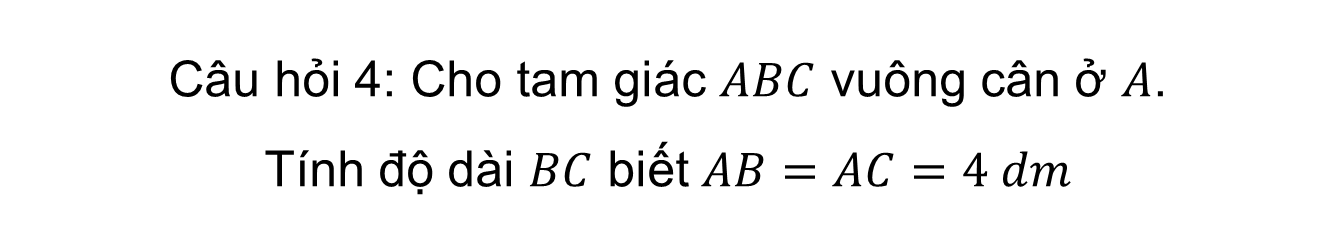 Câu hỏi 4: Cho tam giác ABC vuông cân ở A.
Tính độ dài BC biết AB = AC = 4 dm